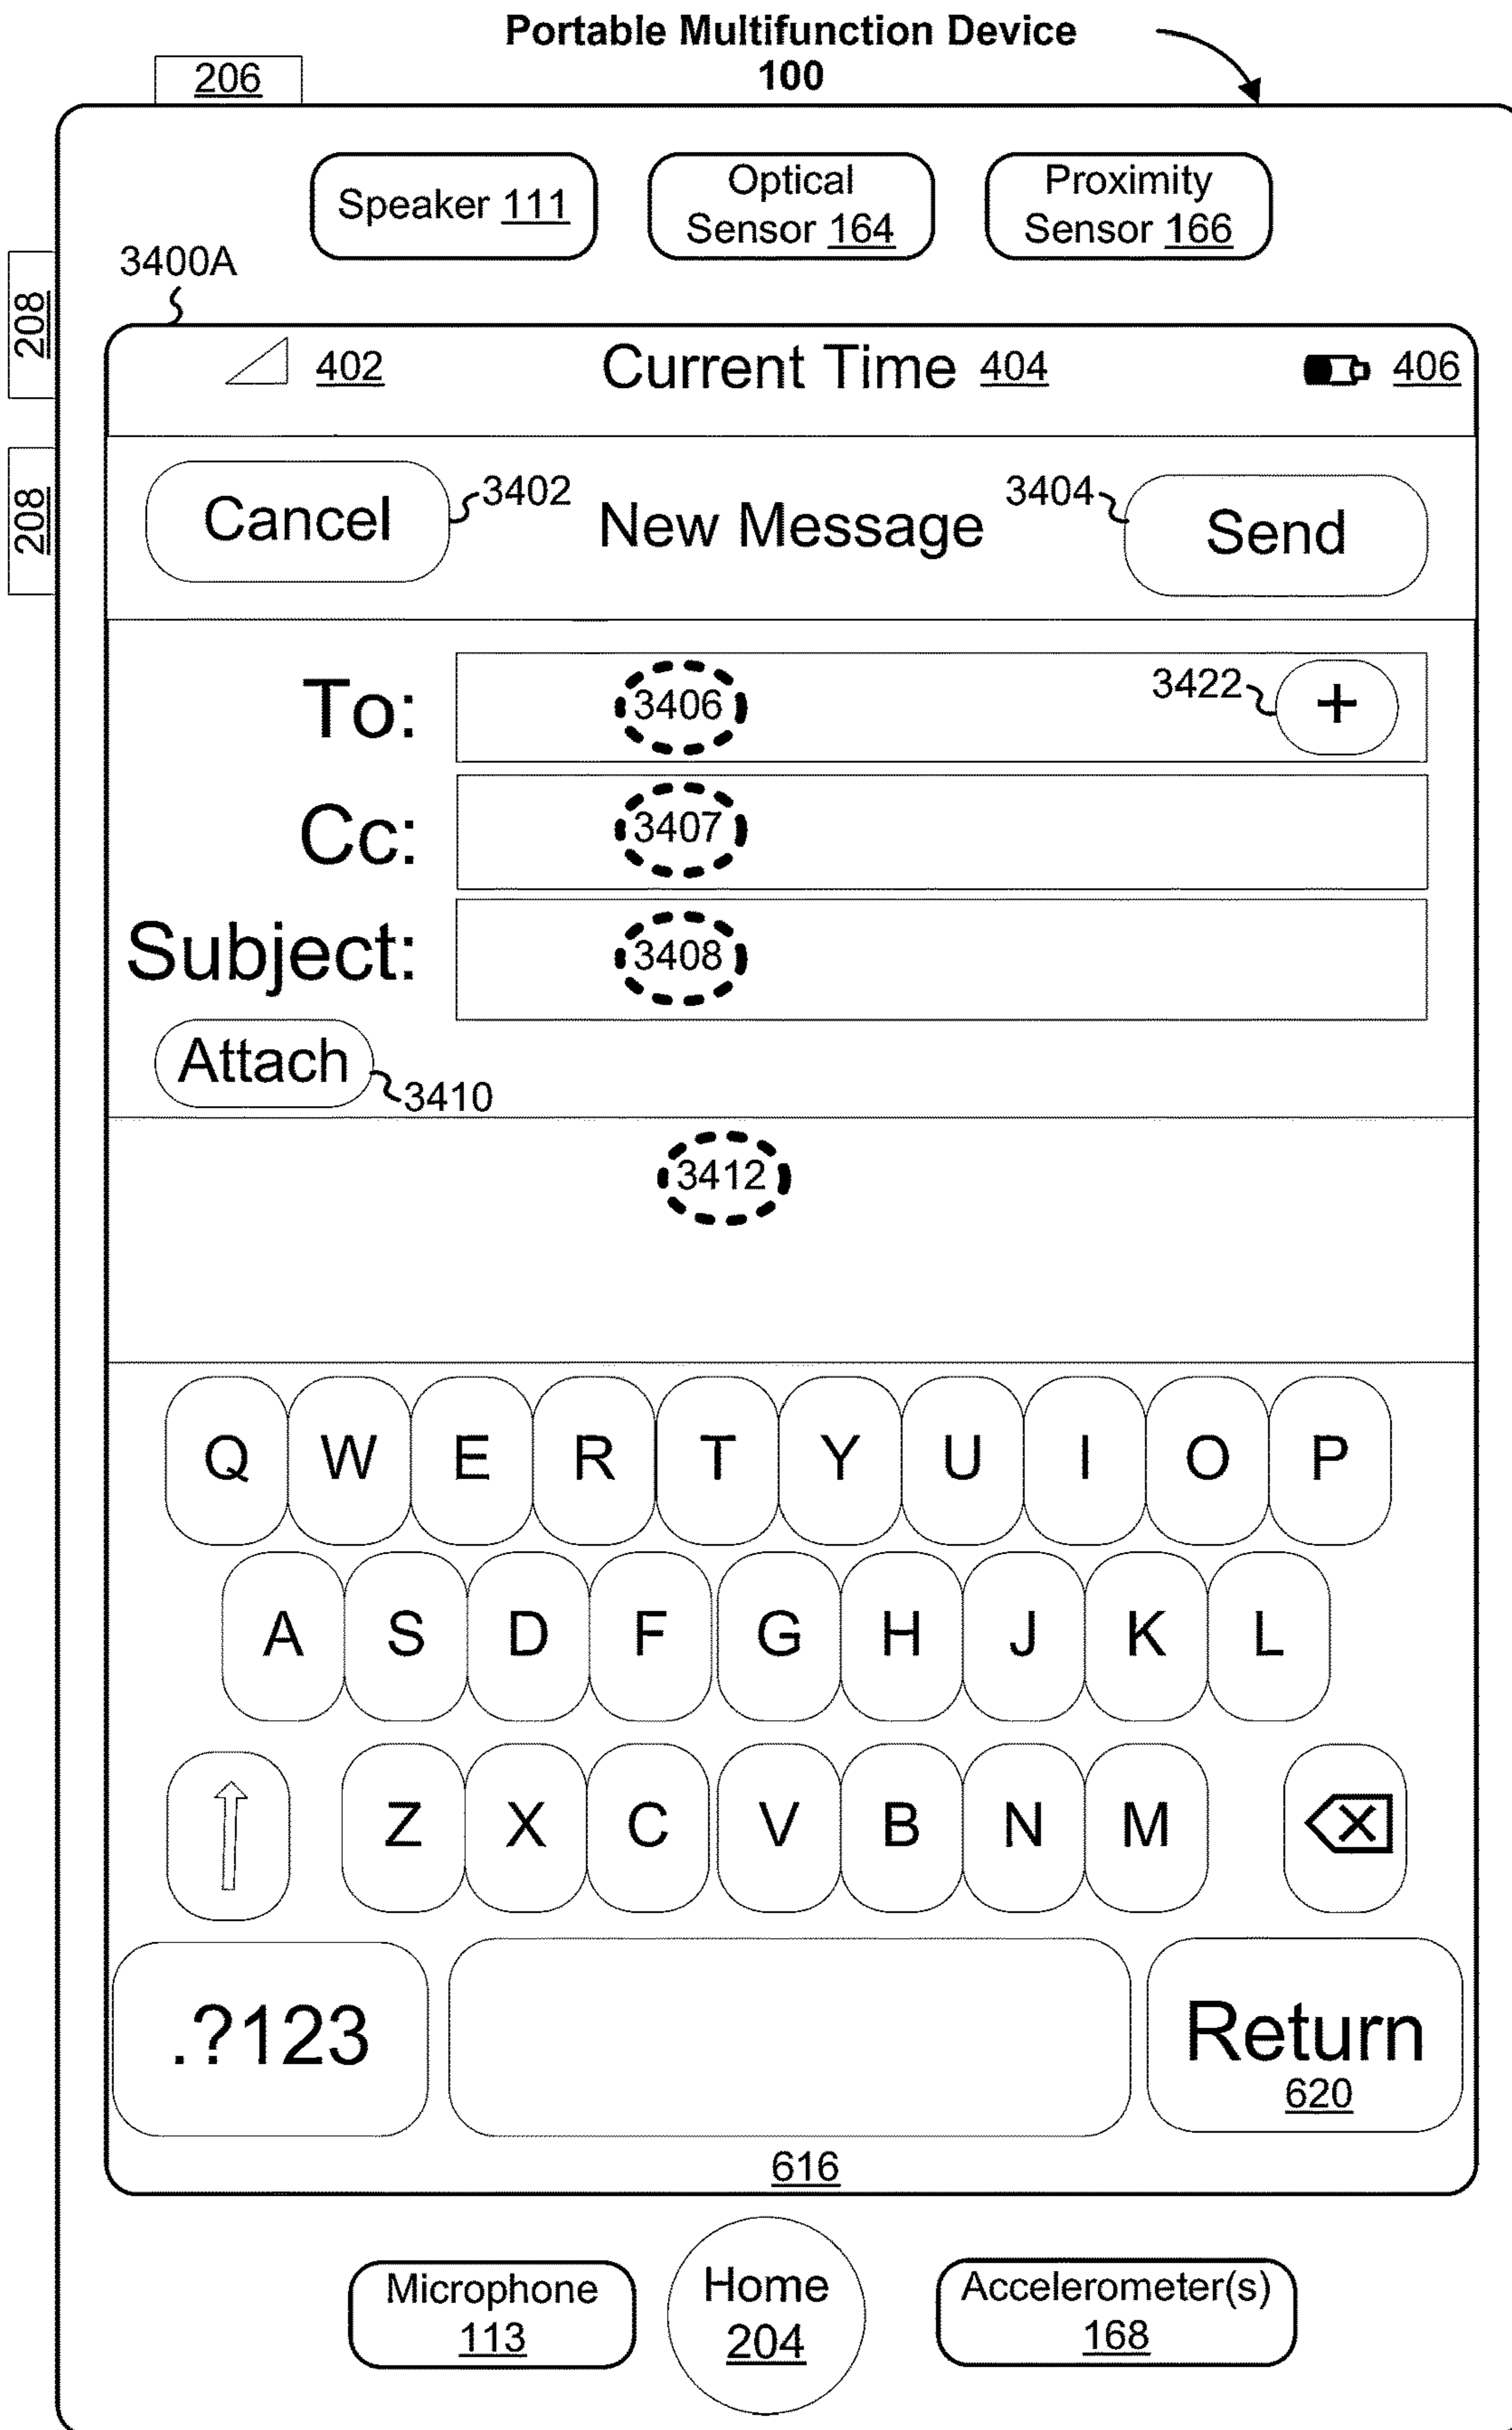 Portable Multifunction Device
100
206
Speaker 111
Optical
Sensor 164
Proximity
Sensor 166
3400A
208
208
402
Current Time 404
406
Cancel
3402
New Message
3404
Send
To:
3406
3422
+
Cc:
3407
Subject:
3408
Attach
3410
3412
Q W E R T Y U I O P
A S D F G H J K L
Z X C V B N M
.?123
Return
620
616
Microphone
113
Home
204
Accelerometer(s)
168